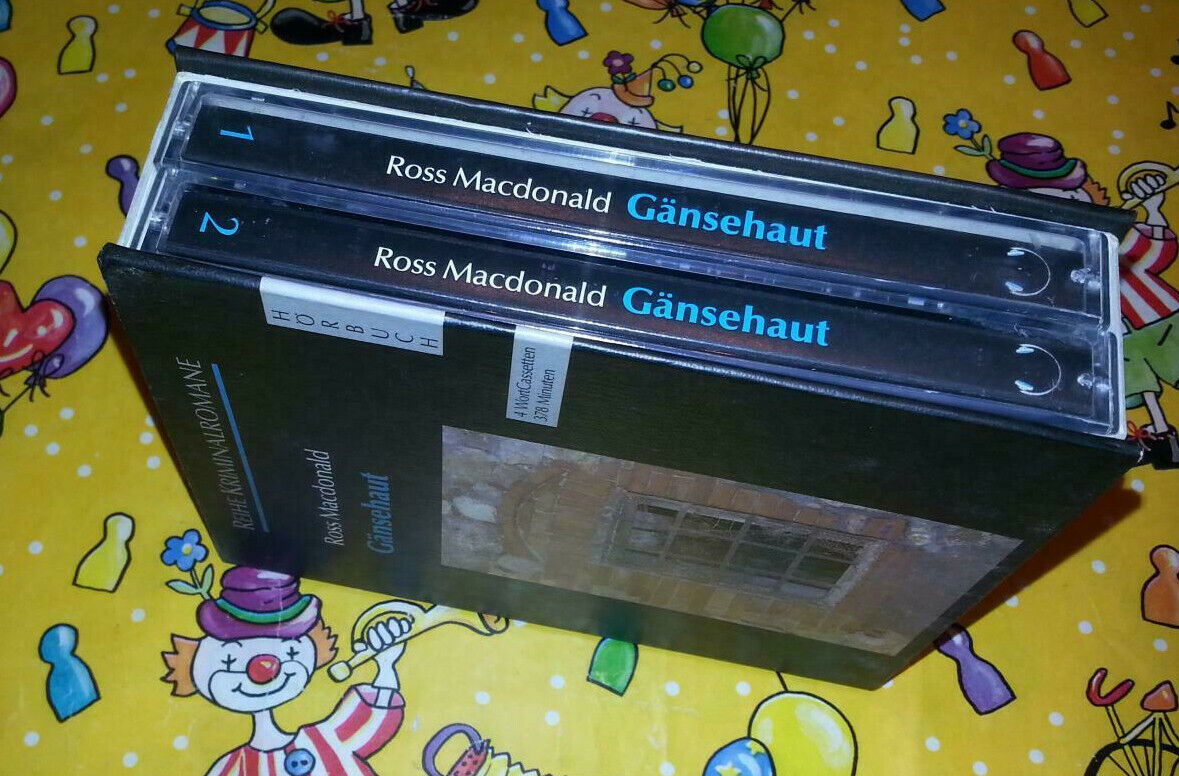 1
Ross Macdonald Gänsehaut
2
Ross Macdonald Gänsehaut
HÖRBUCH
4 WortCassetten
378 Minuten
REIHE KRIMINALROMANE
Ross Macdonald
Gänsehaut